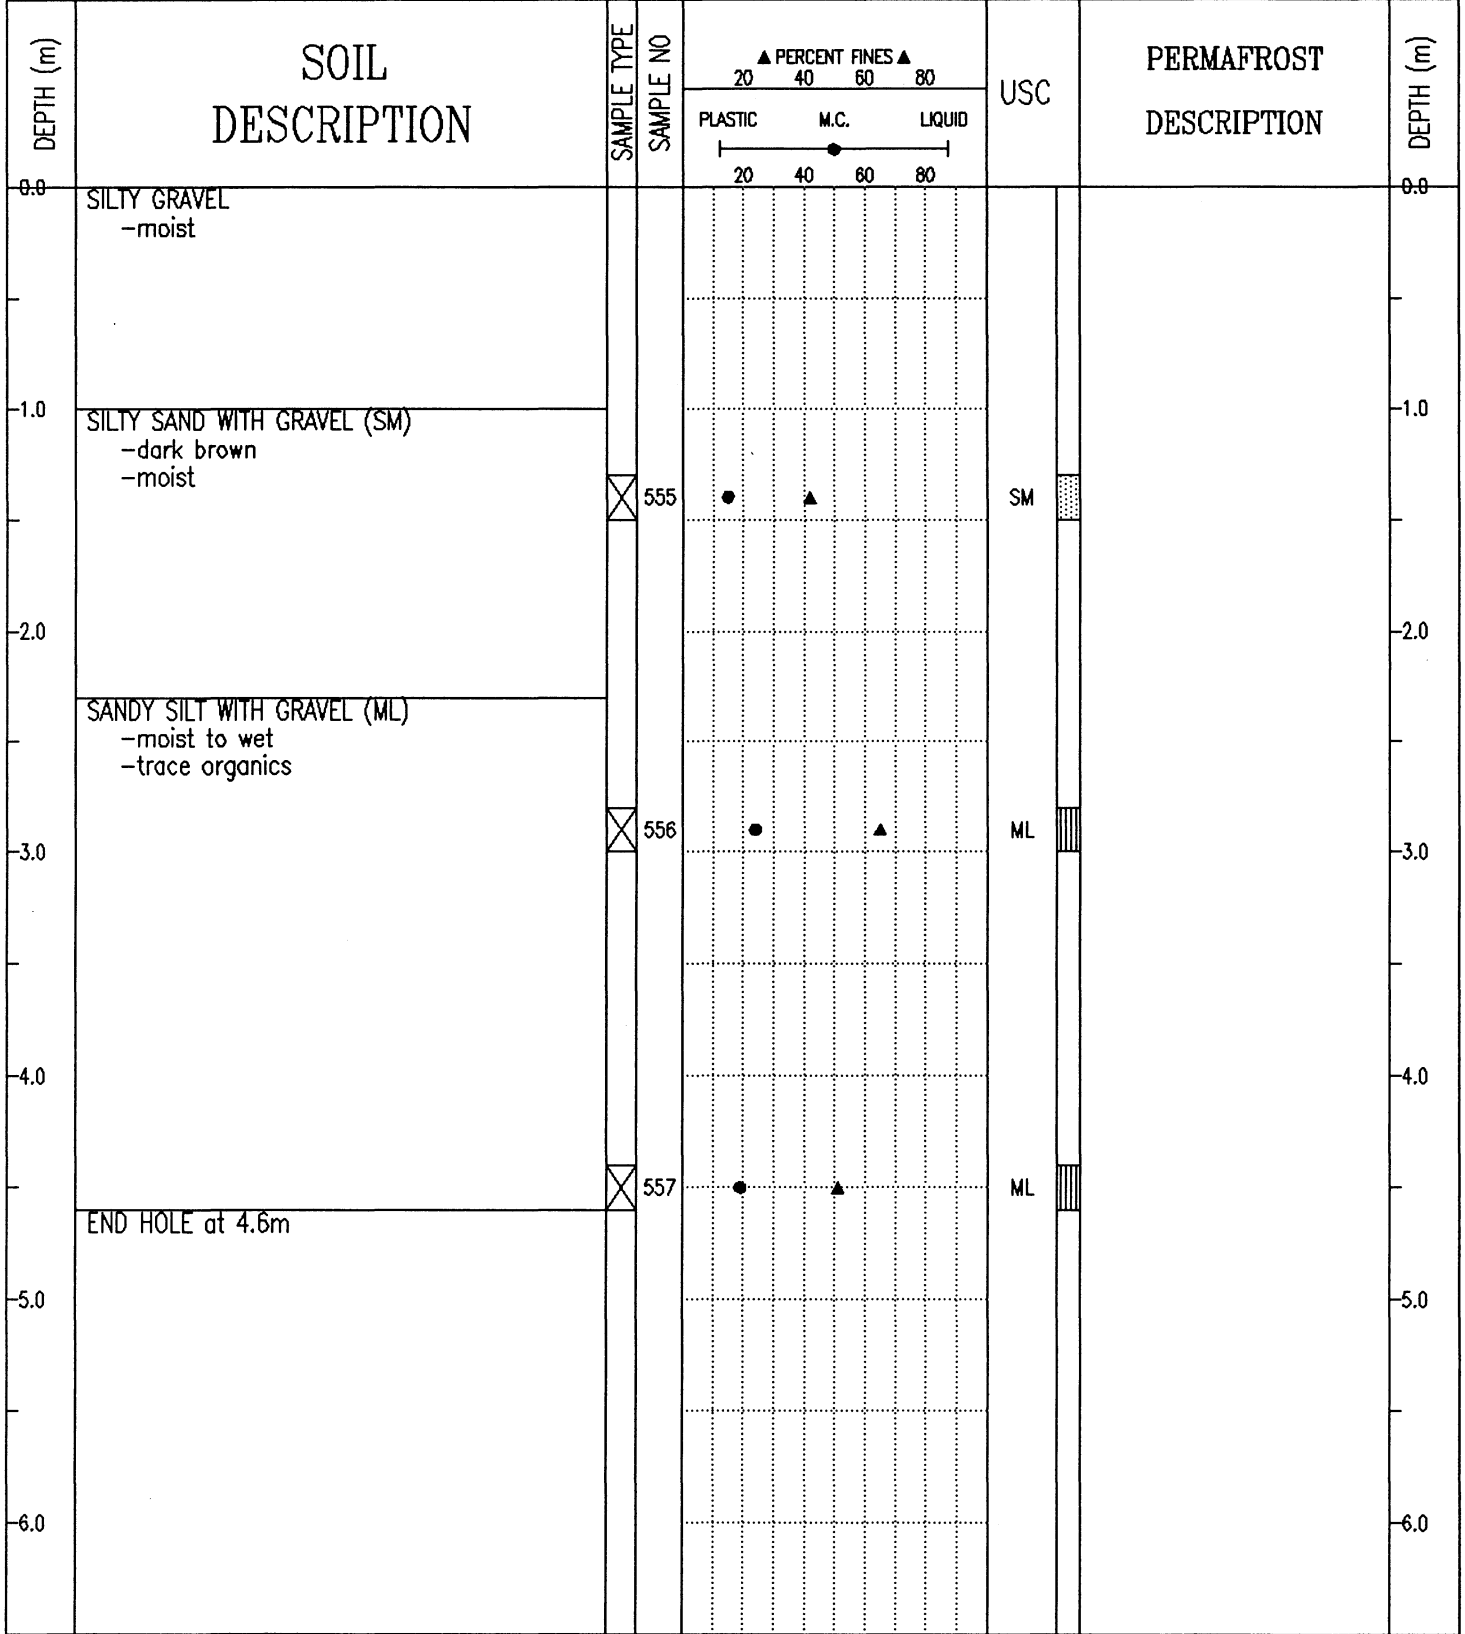 DEPTH (m)
SOIL
DESCRIPTION
SAMPLE TYPE
SAMPLE NO
▲ PERCENT FINES ▲
20 40 60 80
PLASTIC M.C. LIQUID
20 40 60 80
USC
PERMAFROST
DESCRIPTION
DEPTH (m)
0.0 0.0
SILTY GRAVEL
-moist
1.0 1.0
SILTY SAND WITH GRAVEL (SM)
-dark brown
-moist
555 SM
2.0 2.0
SANDY SILT WITH GRAVEL (ML)
-moist to wet
-trace organics
556 ML
3.0 3.0
4.0 4.0
557 ML
END HOLE at 4.6m
5.0 5.0
6.0 6.0